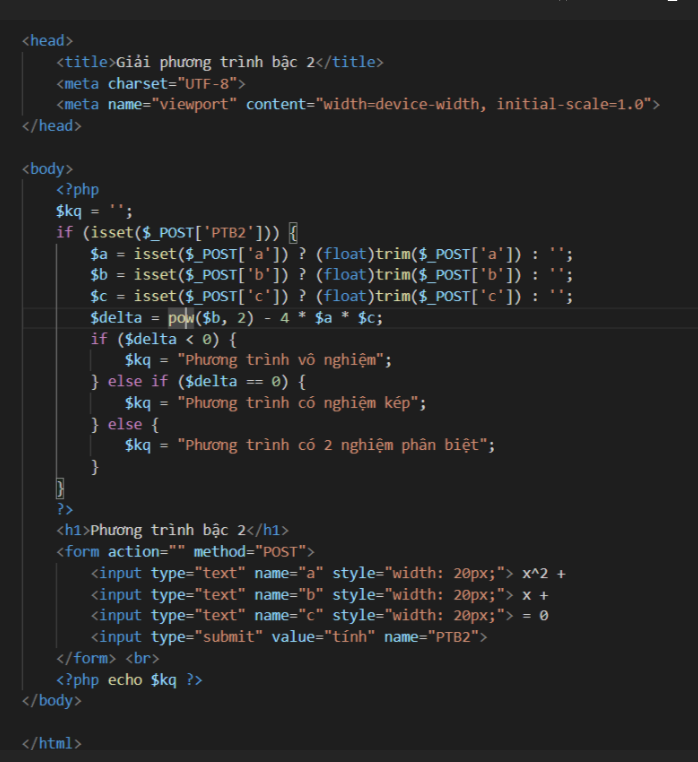 <head>
    <title>Giải phương trình bậc 2</title>
    <meta charset="UTF-8">
    <meta name="viewport" content="width=device-width, initial-scale=1.0">
</head>

<body>
    <?php
    $kq = '';
    if (isset($_POST['PTB2'])) {
        $a = isset($_POST['a']) ? (float)trim($_POST['a']) : '';
        $b = isset($_POST['b']) ? (float)trim($_POST['b']) : '';
        $c = isset($_POST['c']) ? (float)trim($_POST['c']) : '';
        $delta = pow($b, 2) - 4 * $a * $c;
        if ($delta < 0) {
            $kq = "Phương trình vô nghiệm";
        } else if ($delta == 0) {
            $kq = "Phương trình có nghiệm kép";
        } else {
            $kq = "Phương trình có 2 nghiệm phân biệt";
        }
    }
    ?>
    <h1>Phương trình bậc 2</h1>
    <form action="" method="POST">
        <input type="text" name="a" style="width: 20px;"> x^2 +
        <input type="text" name="b" style="width: 20px;"> x +
        <input type="text" name="c" style="width: 20px;"> = 0
        <input type="submit" value="tính" name="PTB2">
    </form> <br>
    <?php echo $kq ?>
</body>

</html>